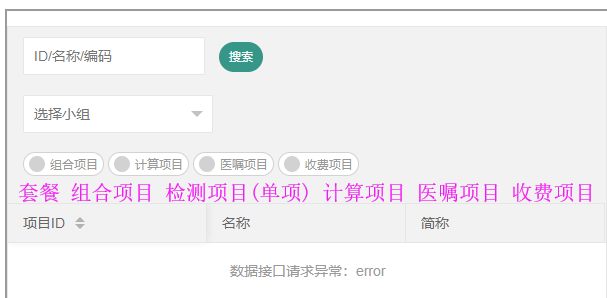 ID/名称/编码 搜索
选择小组
组合项目 计算项目 医嘱项目 收费项目
套餐 组合项目 检测项目(单项) 计算项目 医嘱项目 收费项目
项目ID 名称 简称
数据接口请求异常：error